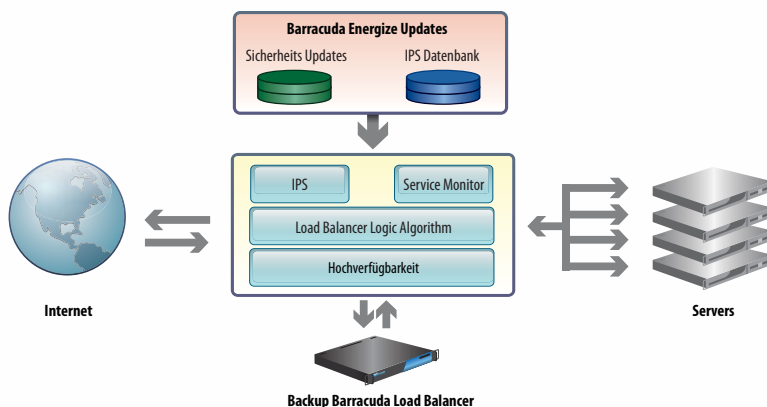 Barracuda Energize Updates
Sicherheits Updates
IPS Datenbank
IPS
Service Monitor
Load Balancer Logic Algorithm
Hochverfügbarkeit
Internet
Servers
Backup Barracuda Load Balancer